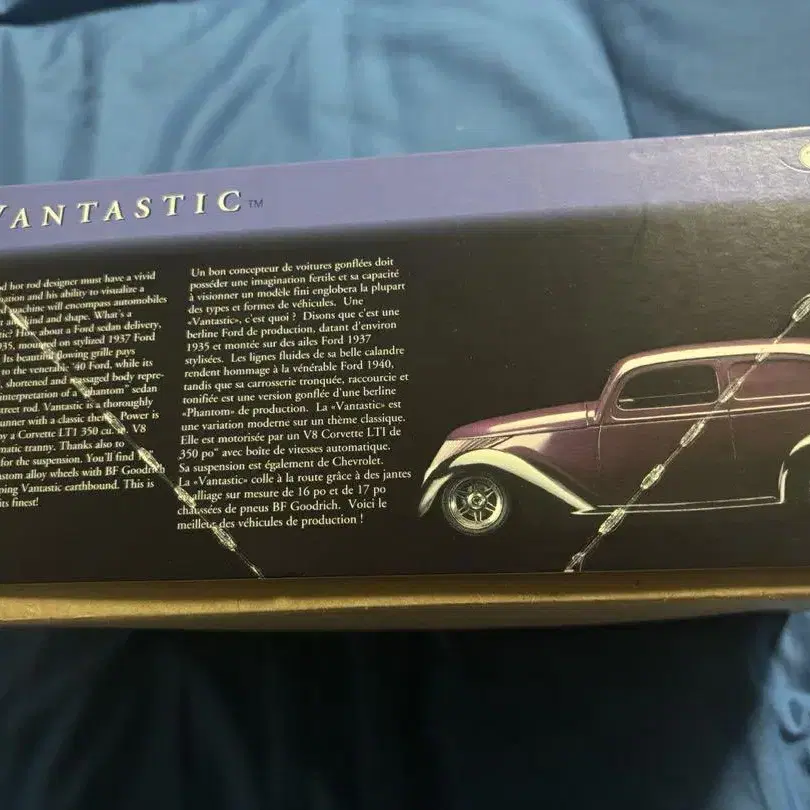 VANTASTIC™
hot rod designer must have a vivid
and his ability to visualize a
will encompass automobiles
kind and shape. What's a
How about a Ford sedan delivery,
on stylized 1937 Ford
Its beautiful flowing grille pays
to the venerable '40 Ford, while its
shortened and massaged body repre-
interpretation of a "Phantom" sedan
street rod. Vantastic is a thoroughly
with a classic theme. Power is
by a Corvette LT1 350 cu. V8
tranny. Thanks also to
for the suspension. You'll find
custom alloy wheels with BF Goodrich
Vantastic earthbound. This is
its finest!
Un bon concepteur de voitures gonflées doit
posséder une imagination fertile et sa capacité
à visionner un modèle fini englobera la plupart
des types et formes de véhicules. Une
«Vantastic», c'est quoi ? Disons que c'est une
berline Ford de production, datant d'environ
1935 et montée sur des ailes Ford 1937
stylisées. Les lignes fluides de sa belle calandre
rendent hommage à la vénérable Ford 1940,
tandis que sa carrosserie tronquée, raccourcie et
tonifiée est une version gonflée d'une berline
«Phantom» de production. La «Vantastic» est
une variation moderne sur un thème classique.
Elle est motorisée par un V8 Corvette LT1 de
350 po" avec boîte de vitesses automatique.
Sa suspension est également de Chevrolet.
La «Vantastic» colle à la route grâce à des jantes
alliage sur mesure de 16 po et de 17 po
chaussées de pneus BF Goodrich. Voici le
meilleur des véhicules de production !